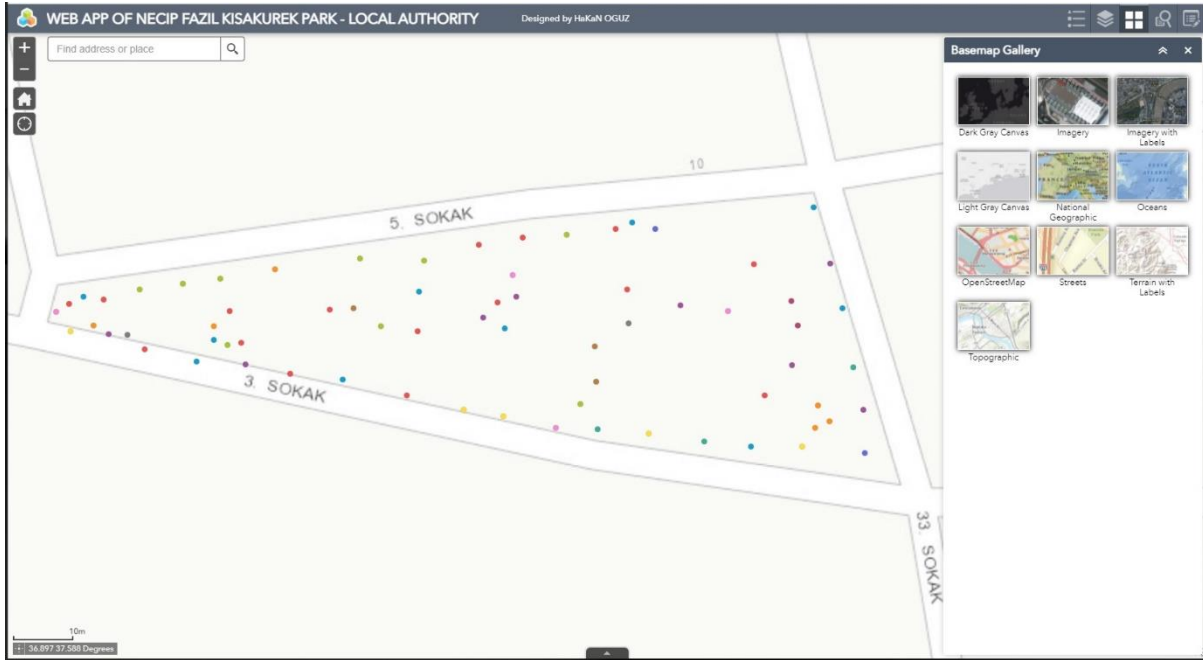 WEB APP OF NECIP FAZIL KISAKUREK PARK - LOCAL AUTHORITY
Designed by HaKaN OGUZ
Find address or place
Basemap Gallery
Dark Gray Canvas
Imagery
Imagery with
Labels
Light Gray Canvas
National
Geographic
Oceans
OpenStreetMap
Streets
Terrain with
Labels
Topographic
10
5. SOKAK
3. SOKAK
33. SOKAK
10m
36.897 37.588 Degrees